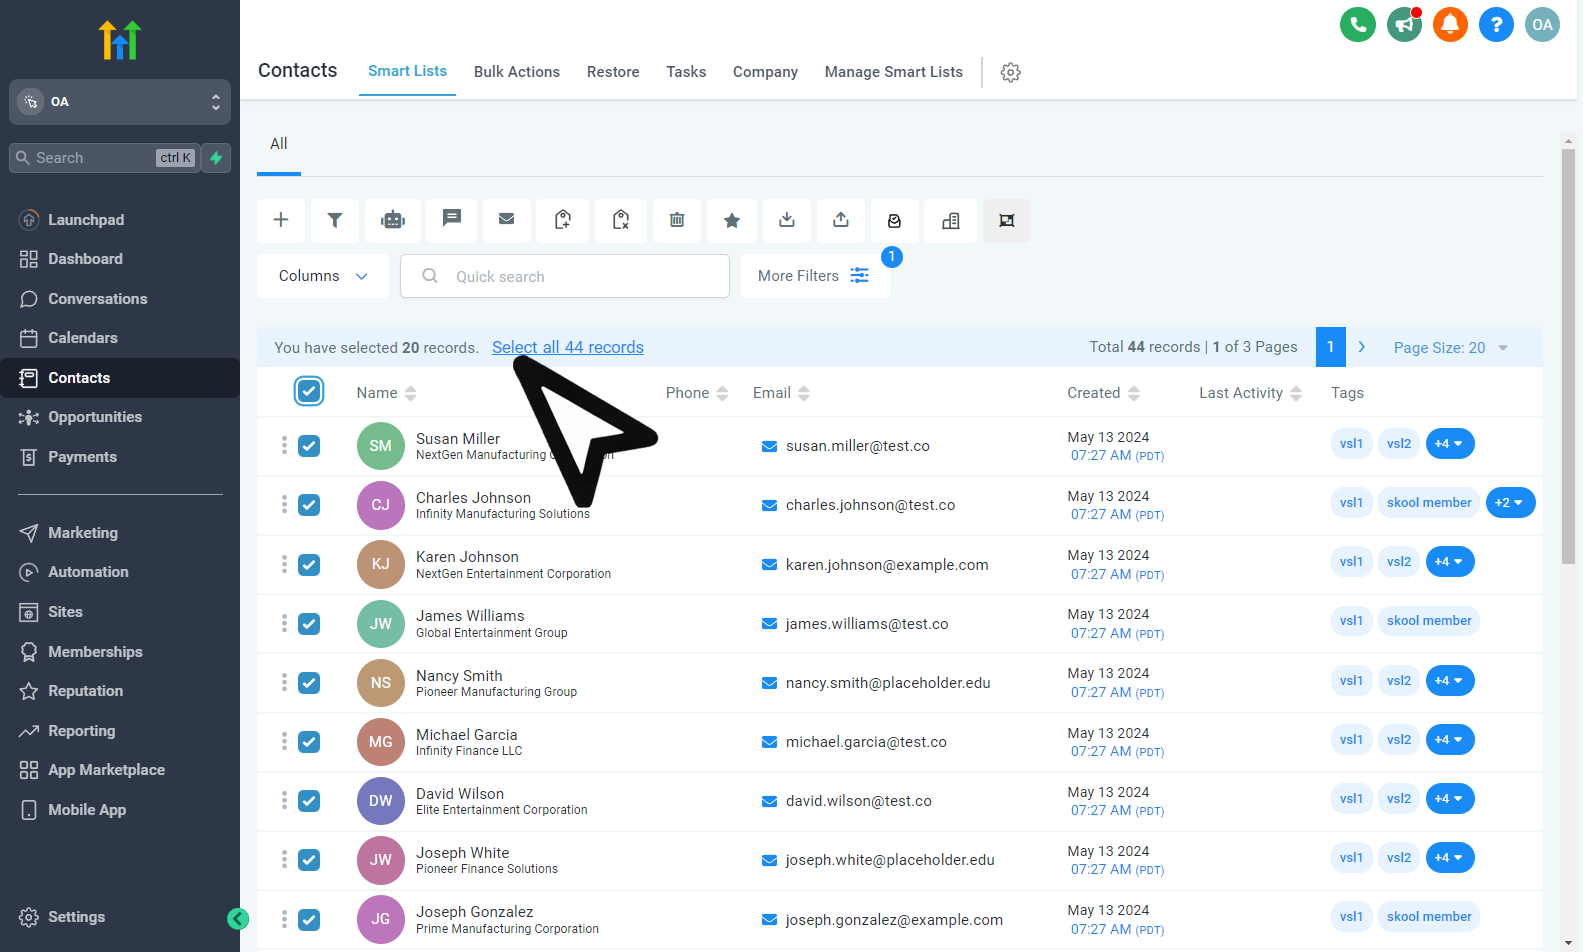 OA
Contacts
Smart Lists
Bulk Actions
Restore
Tasks
Company
Manage Smart Lists
OA
Search
ctrl K
Launchpad
Dashboard
Conversations
Calendars
Contacts
Opportunities
Payments
Marketing
Automation
Sites
Memberships
Reputation
Reporting
App Marketplace
Mobile App
Settings
All
Columns
Quick search
More Filters
1
You have selected 20 records. Select all 44 records
Total 44 records | 1 of 3 Pages
1
Page Size: 20
Name
Phone
Email
Created
Last Activity
Tags
SM
Susan Miller
NextGen Manufacturing
susan.miller@test.co
May 13 2024
07:27 AM (PDT)
vsl1
vsl2
+4
CJ
Charles Johnson
Infinity Manufacturing Solutions
charles.johnson@test.co
May 13 2024
07:27 AM (PDT)
vsl1
skool member
+2
KJ
Karen Johnson
NextGen Entertainment Corporation
karen.johnson@example.com
May 13 2024
07:27 AM (PDT)
vsl1
vsl2
+4
JW
James Williams
Global Entertainment Group
james.williams@test.co
May 13 2024
07:27 AM (PDT)
vsl1
skool member
NS
Nancy Smith
Pioneer Manufacturing Group
nancy.smith@placeholder.edu
May 13 2024
07:27 AM (PDT)
vsl1
vsl2
+4
MG
Michael Garcia
Infinity Finance LLC
michael.garcia@test.co
May 13 2024
07:27 AM (PDT)
vsl1
vsl2
+4
DW
David Wilson
Elite Entertainment Corporation
david.wilson@test.co
May 13 2024
07:27 AM (PDT)
vsl1
vsl2
+4
JW
Joseph White
Pioneer Finance Solutions
joseph.white@placeholder.edu
May 13 2024
07:27 AM (PDT)
vsl1
vsl2
+4
JG
Joseph Gonzalez
Prime Manufacturing Corporation
joseph.gonzalez@example.com
May 13 2024
07:27 AM (PDT)
vsl1
skool member